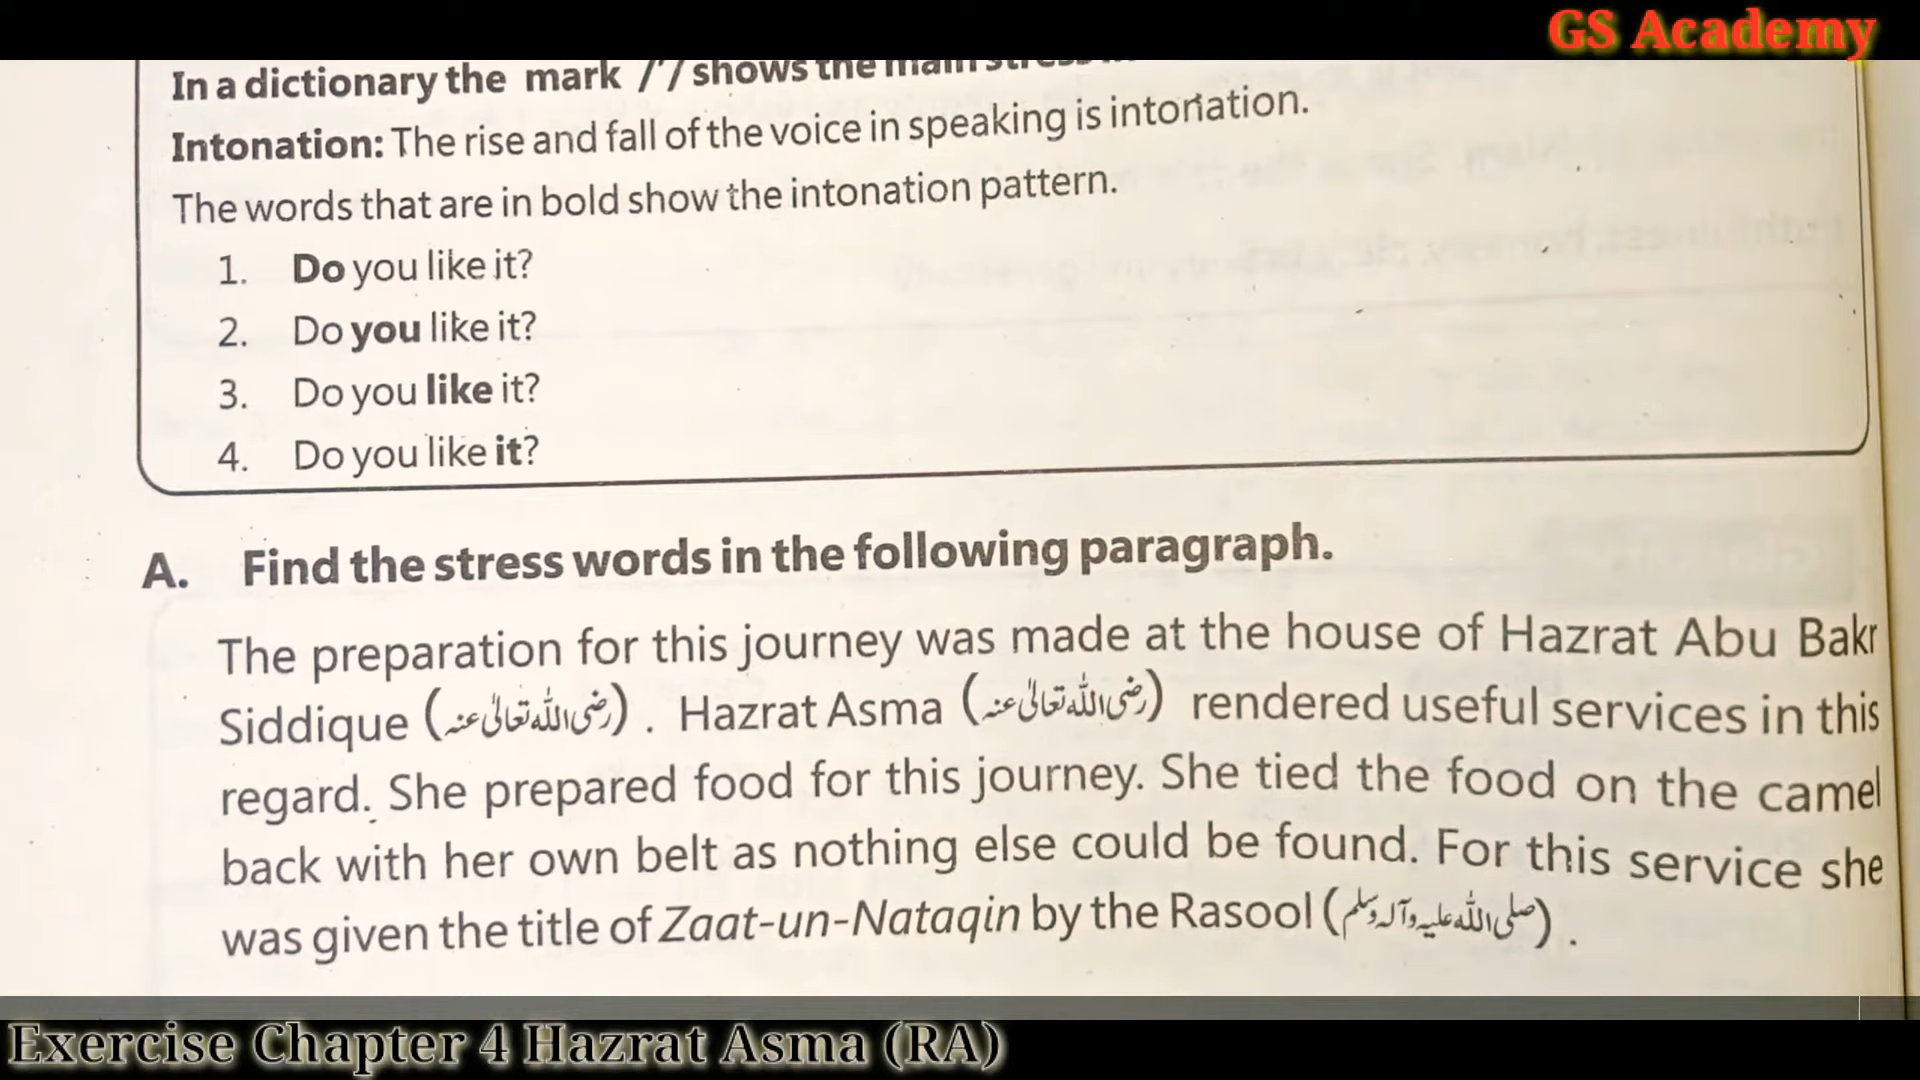 GS Academy
In a dictionary the mark /'/ shows the main
Intonation: The rise and fall of the voice in speaking is intonation.
The words that are in bold show the intonation pattern.
1. Do you like it?
2. Do you like it?
3. Do you like it?
4. Do you like it?
A. Find the stress words in the following paragraph.
The preparation for this journey was made at the house of Hazrat Abu Bakr
Siddique (رضی اللہ تعالیٰ عنہ). Hazrat Asma (رضی اللہ تعالیٰ عنہ) rendered useful services in this
regard. She prepared food for this journey. She tied the food on the camel
back with her own belt as nothing else could be found. For this service she
was given the title of Zaat-un-Nataqin by the Rasool (صلی اللہ علیہ وآلہ وسلم).
Exercise Chapter 4 Hazrat Asma (RA)